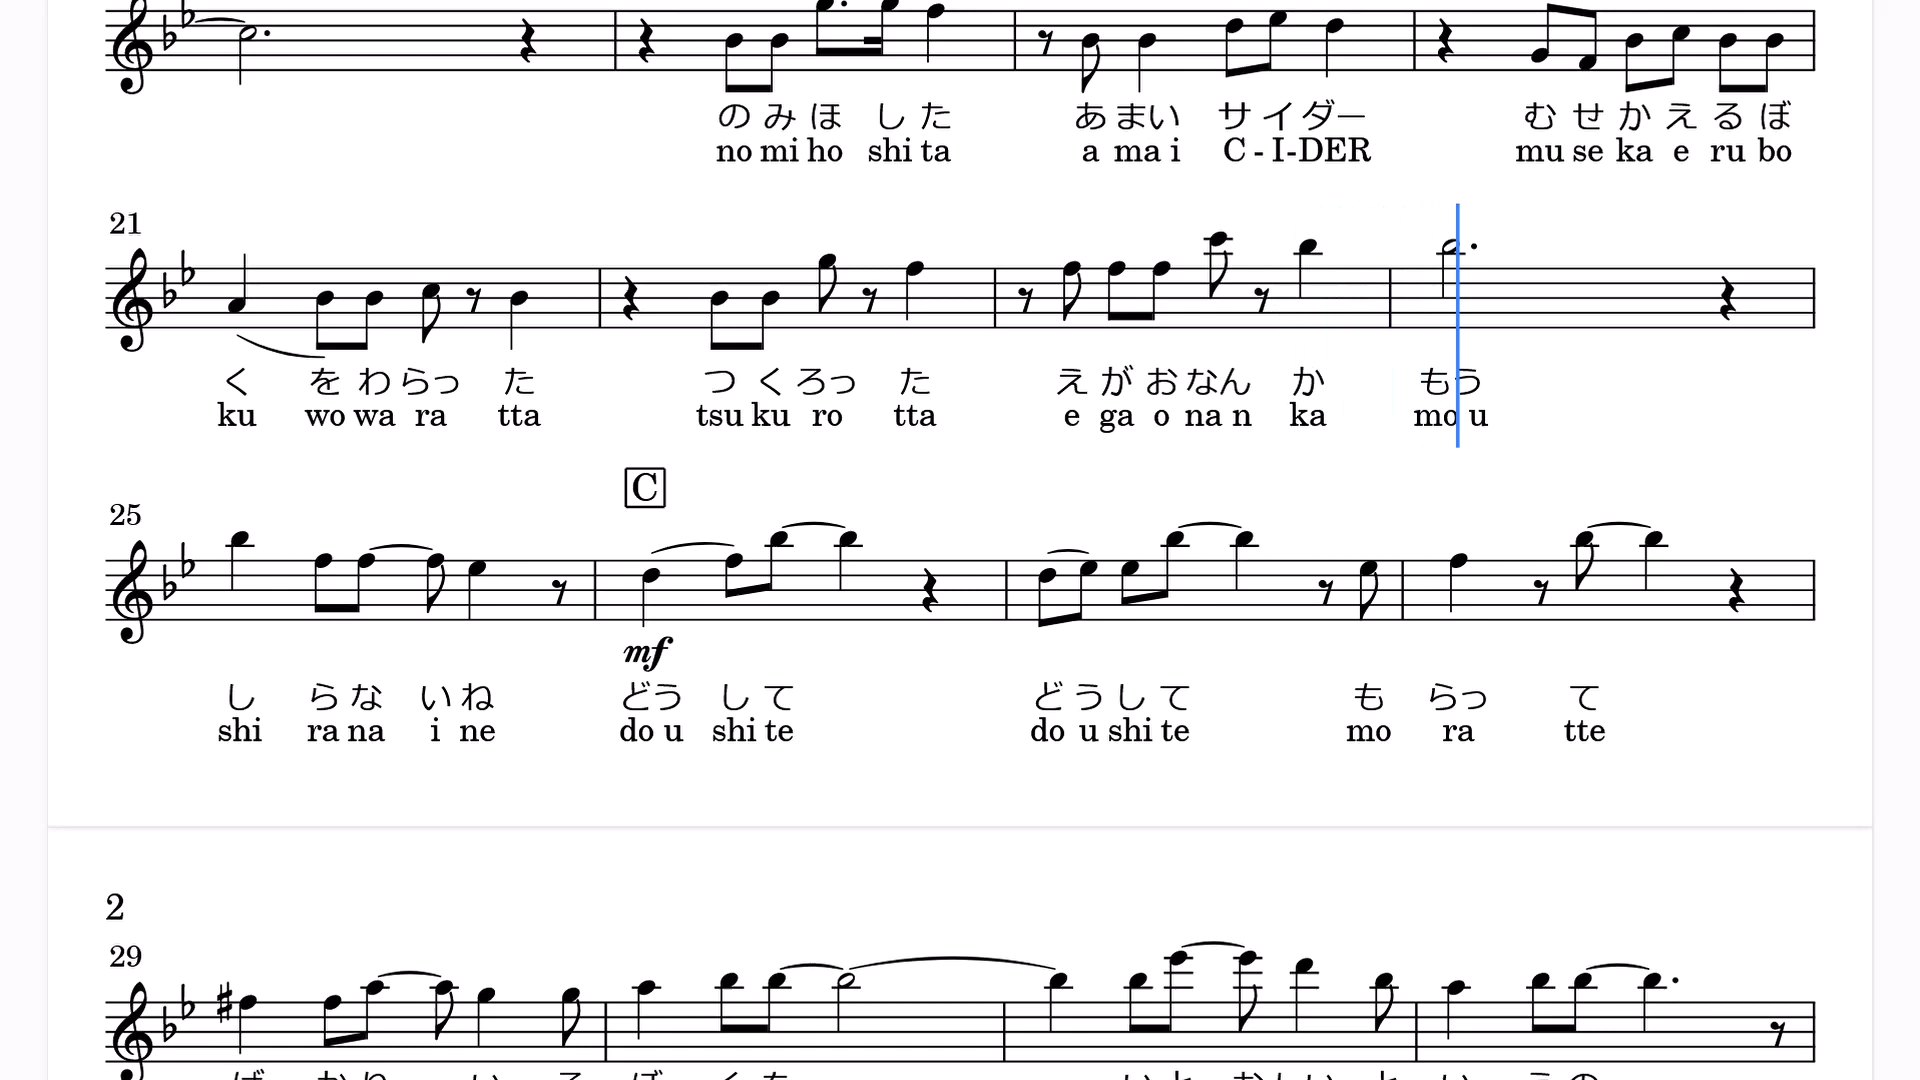 のみほした あまい サイダー むせかえるぼ
no mi ho shi ta a ma i C - I-DER mu se ka e ru bo
21
く をわらった つくろった えがおなんか もう
ku wo wa ra tta tsu ku ro tta e ga o na n ka mo u
C
25
mf
し らな いね どう して どうして も らっ て
shi ra na i ne do u shi te do u shi te mo ra tte
2
29